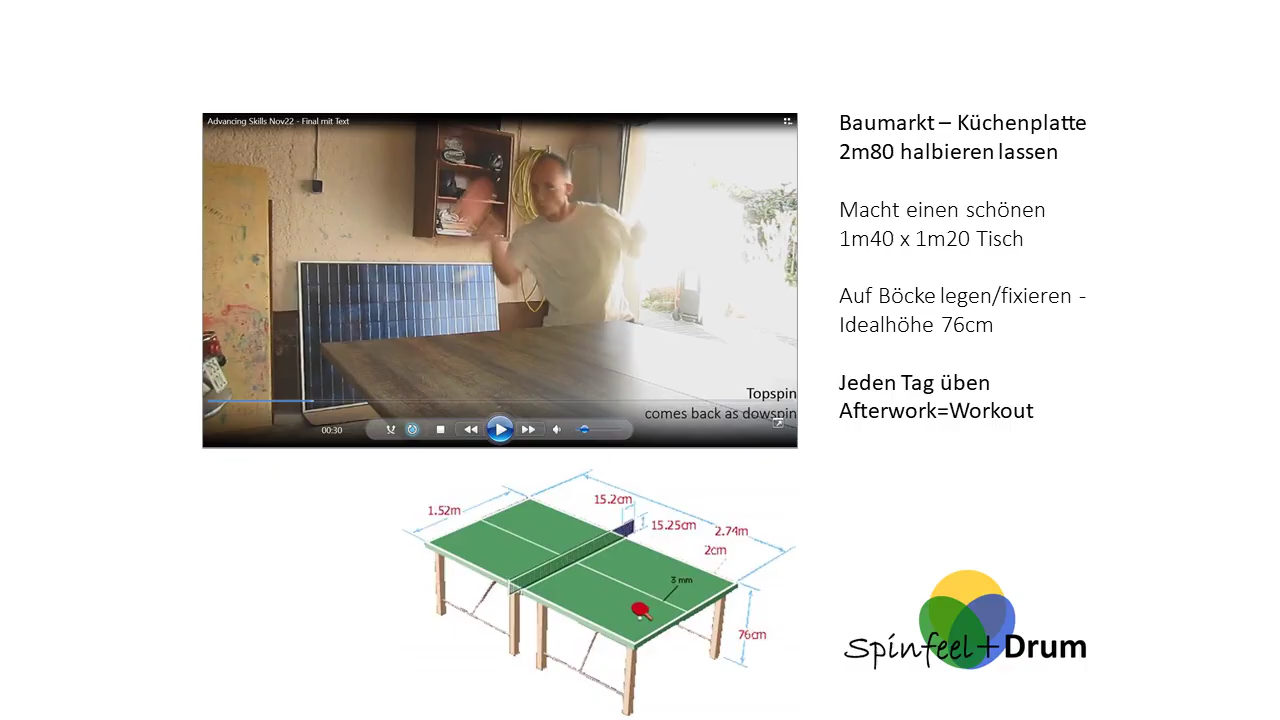 Advancing Skills Nov22 - Final mit Text
Topspin
comes back as dowspin
00:30
Baumarkt – Küchenplatte
2m80 halbieren lassen
Macht einen schönen
1m40 x 1m20 Tisch
Auf Böcke legen/fixieren -
Idealhöhe 76cm
Jeden Tag üben
Afterwork=Workout
1.52m
15.2cm
15.25cm
2.74m
2cm
3 mm
76cm
Spinfeel+Drum